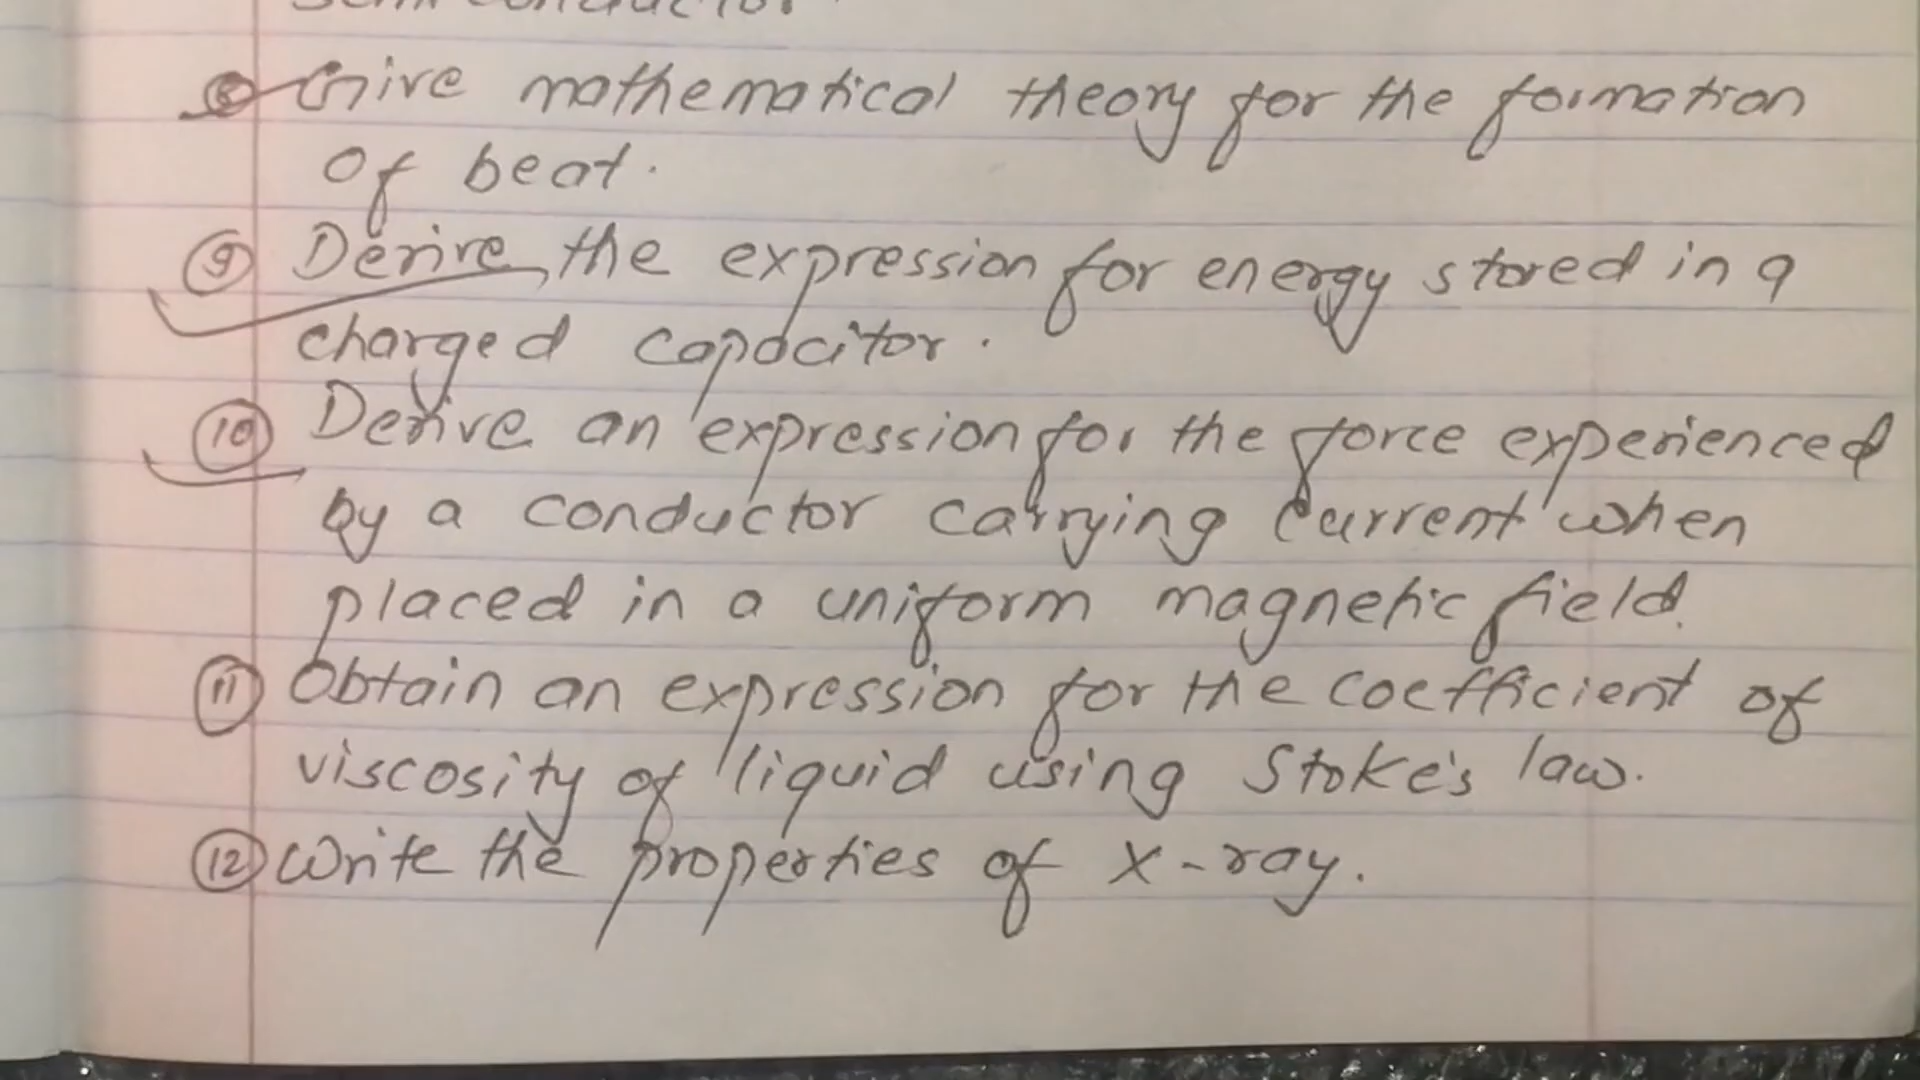 semiconductor.
⑧ Give mathematical theory for the formation
of beat.
⑨ Derive the expression for energy stored in a
charged capacitor.
⑩ Derive an expression for the force experienced
by a conductor carrying current when
placed in a uniform magnetic field.
⑪ Obtain an expression for the coefficient of
viscosity of liquid using Stoke's law.
⑫ Write the properties of X-ray.